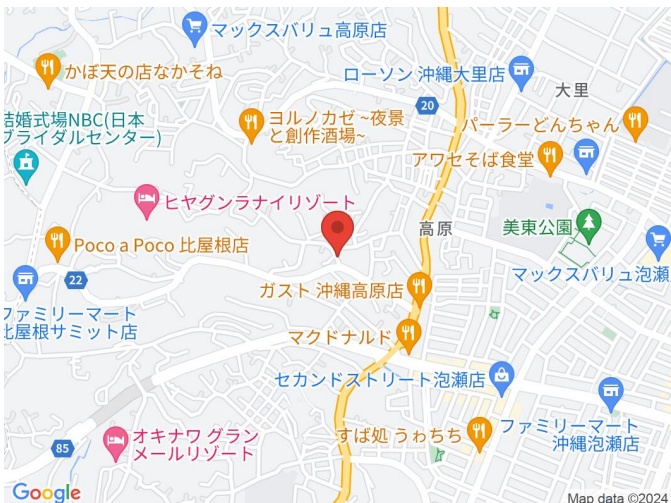 マックスバリュ高原店
かぼ天の店なかそね
ローソン 沖縄大里店
大里
結婚式場NBC(日本
ブライダルセンター)
ヨルノカゼ ~夜景
と創作酒場~
20
パーラーどんちゃん
アワセそば食堂
ヒヤグンラナイリゾート
高原
美東公園
Poco a Poco 比屋根店
マックスバリュ泡瀬
22
ガスト 沖縄高原店
ファミリーマート
比屋根サミット店
マクドナルド
セカンドストリート泡瀬店
オキナワ グラン
メールリゾート
すば処 うゎちち
ファミリーマート
沖縄泡瀬店
85
Google
Map data ©2024